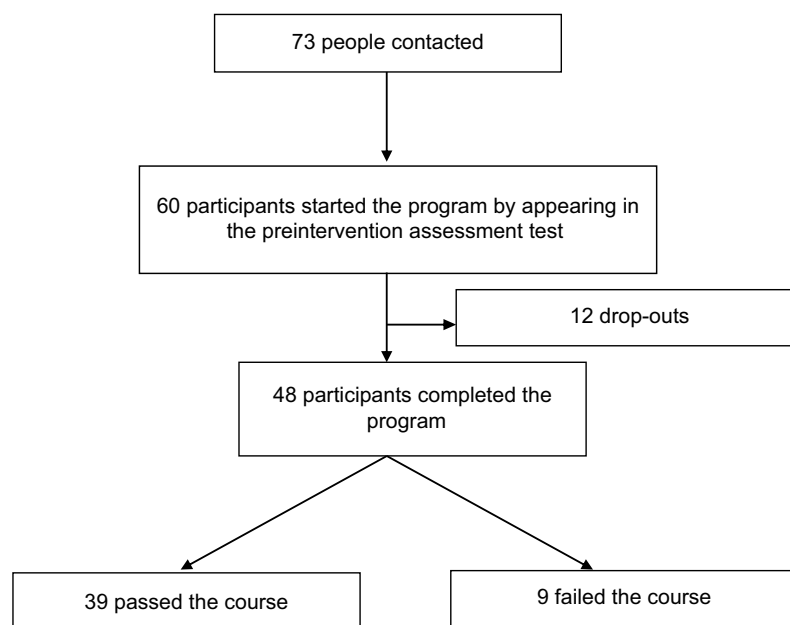 73 people contacted
60 participants started the program by appearing in
the preintervention assessment test
12 drop-outs
48 participants completed the
program
39 passed the course
9 failed the course